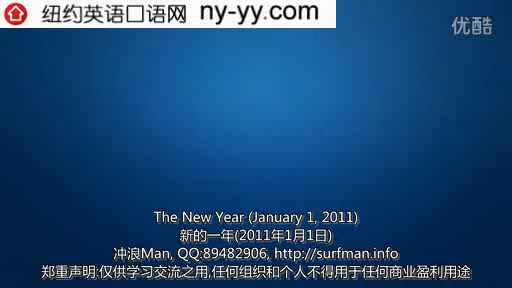 纽约英语口语网 ny-yy.com
优酷
The New Year (January 1, 2011)
新的一年(2011年1月1日)
冲浪Man, QQ:89482906, http://surfman.info
郑重声明:仅供学习交流之用,任何组织和个人不得用于任何商业盈利用途